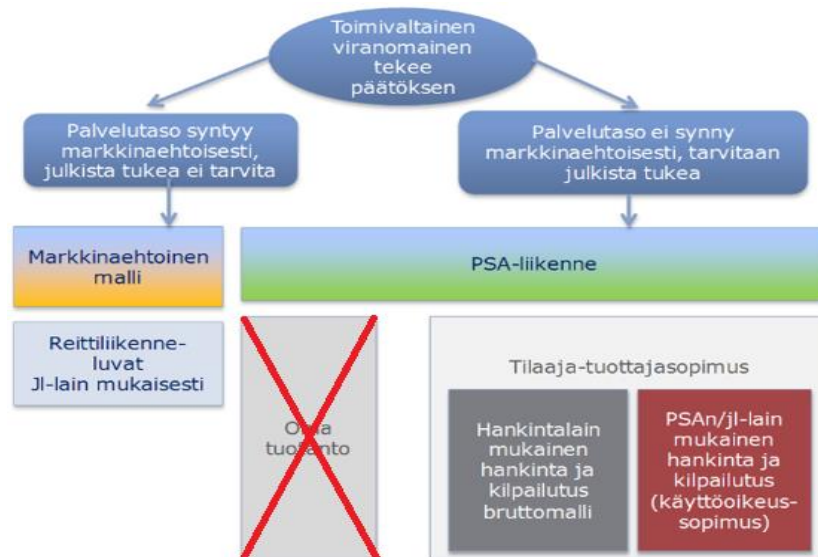 Toimivaltainen
viranomainen
tekee
päätöksen
Palvelutaso syntyy
markkinaehtoisesti,
julkista tukea ei tarvita
Palvelutaso ei synny
markkinaehtoisesti, tarvitaan
julkista tukea
Markkinaehtoinen
malli
PSA-liikenne
Reittiliikenne-
luvat
Jl-lain mukaisesti
Oma
tuotanto
Tilaaja-tuottajasopimus
Hankintalain
mukainen
hankinta ja
kilpailutus
bruttomalli
PSAn/jl-lain
mukainen
hankinta ja
kilpailutus
(käyttöoikeus-
sopimus)